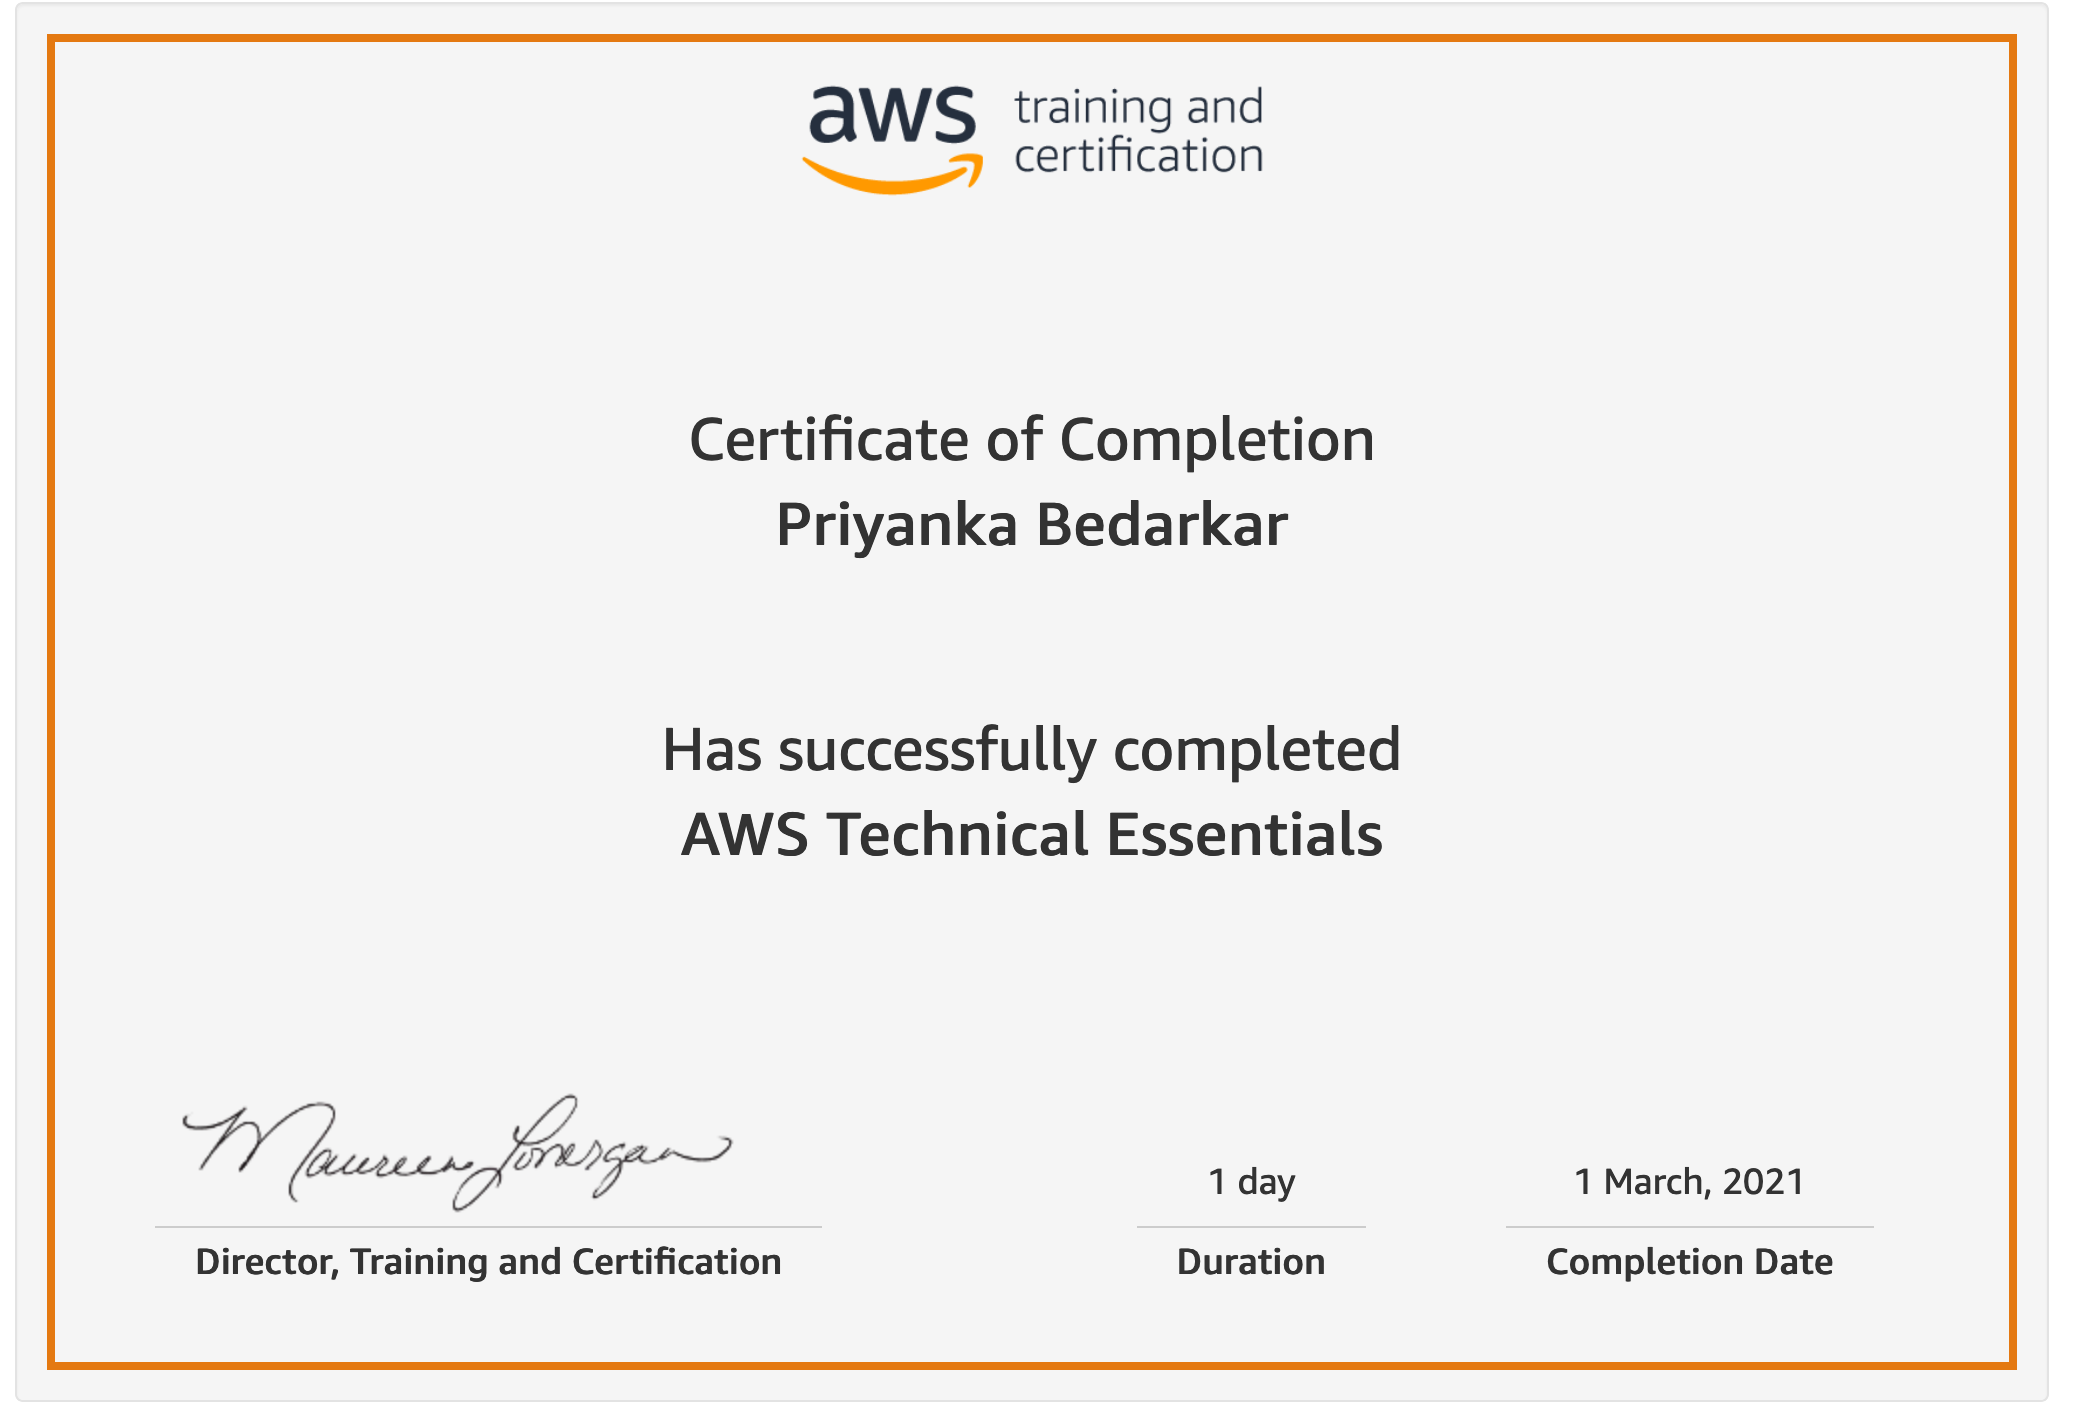 aws training and
certification
Certificate of Completion
Priyanka Bedarkar
Has successfully completed
AWS Technical Essentials
Maureen Lonergan
1 day
1 March, 2021
Director, Training and Certification
Duration
Completion Date